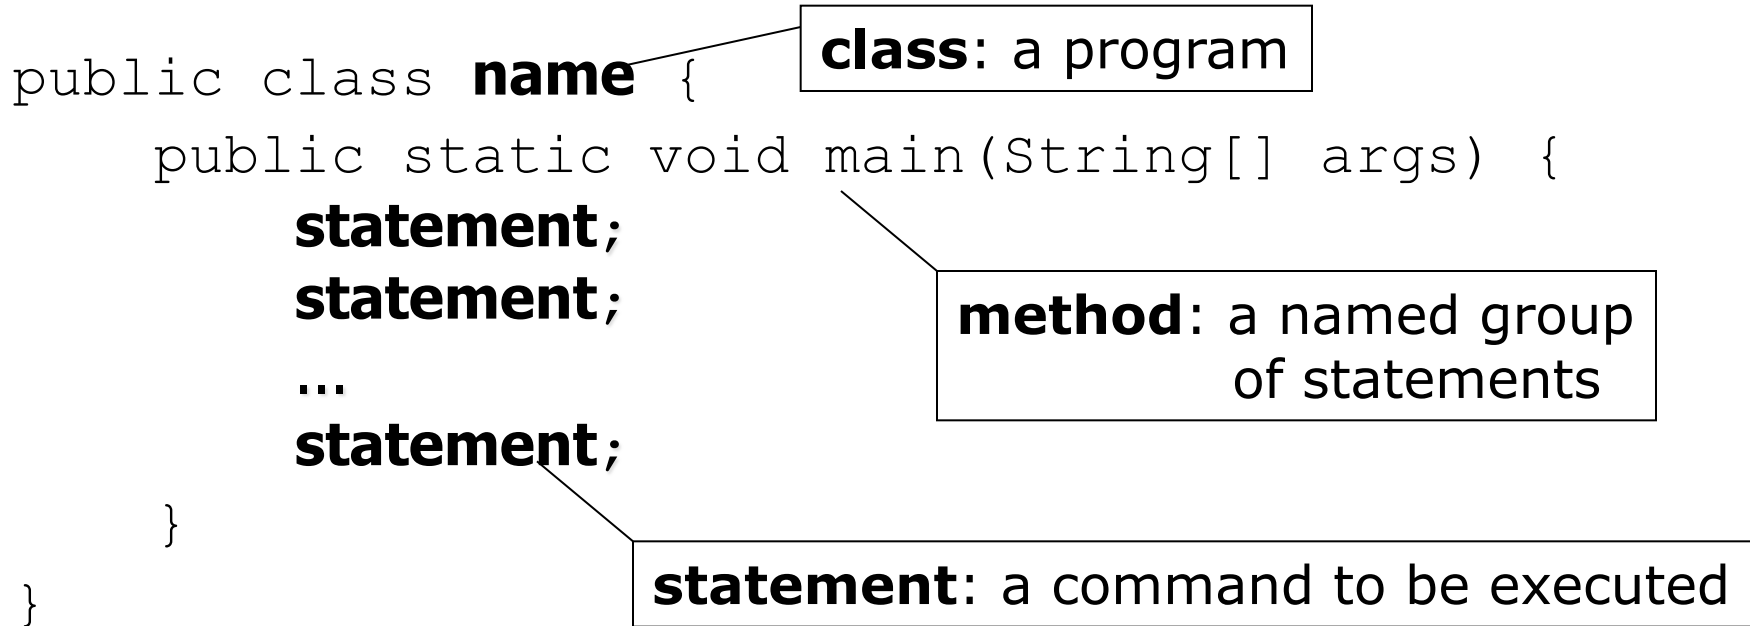 public class name {
class: a program
public static void main(String[] args) {
statement;
statement;
method: a named group
of statements
...
statement;
}
statement: a command to be executed
}